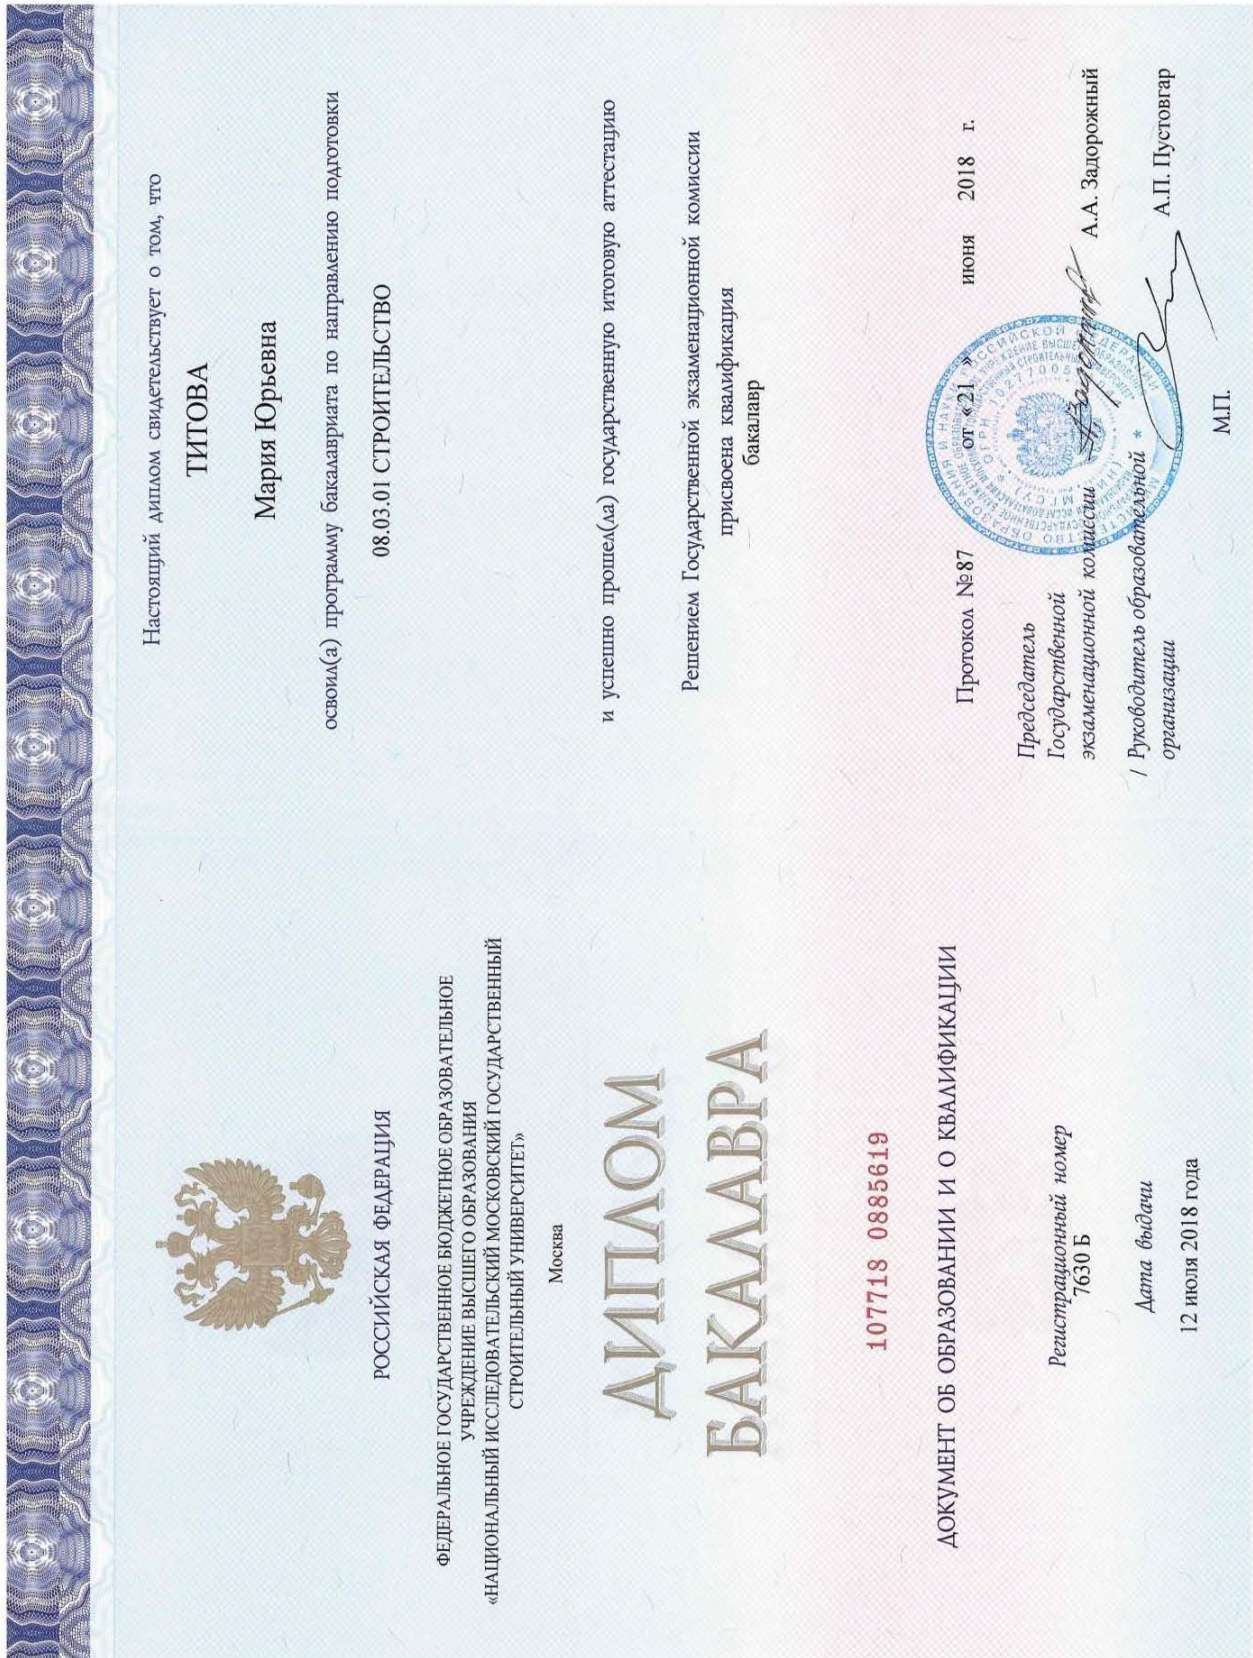 РОССИЙСКАЯ ФЕДЕРАЦИЯ
ФЕДЕРАЛЬНОЕ ГОСУДАРСТВЕННОЕ БЮДЖЕТНОЕ ОБРАЗОВАТЕЛЬНОЕ
УЧРЕЖДЕНИЕ ВЫСШЕГО ОБРАЗОВАНИЯ
«НАЦИОНАЛЬНЫЙ ИССЛЕДОВАТЕЛЬСКИЙ МОСКОВСКИЙ ГОСУДАРСТВЕННЫЙ
СТРОИТЕЛЬНЫЙ УНИВЕРСИТЕТ»
Москва
ДИПЛОМ
БАКАЛАВРА
107718 0885619
ДОКУМЕНТ ОБ ОБРАЗОВАНИИ И О КВАЛИФИКАЦИИ
Регистрационный номер
7630 Б
Дата выдачи
12 июля 2018 года
Настоящий диплом свидетельствует о том, что
ТИТОВА
Мария Юрьевна
освоил(а) программу бакалавриата по направлению подготовки
08.03.01 СТРОИТЕЛЬСТВО
и успешно прошел(ла) государственную итоговую аттестацию
Решением Государственной экзаменационной комиссии
присвоена квалификация
бакалавр
Протокол №87 от «21» июня 2018 г.
Председатель
Государственной
экзаменационной комиссии А.А. Задорожный
/ Руководитель образовательной А.П. Пустовгар
организации
М.П.